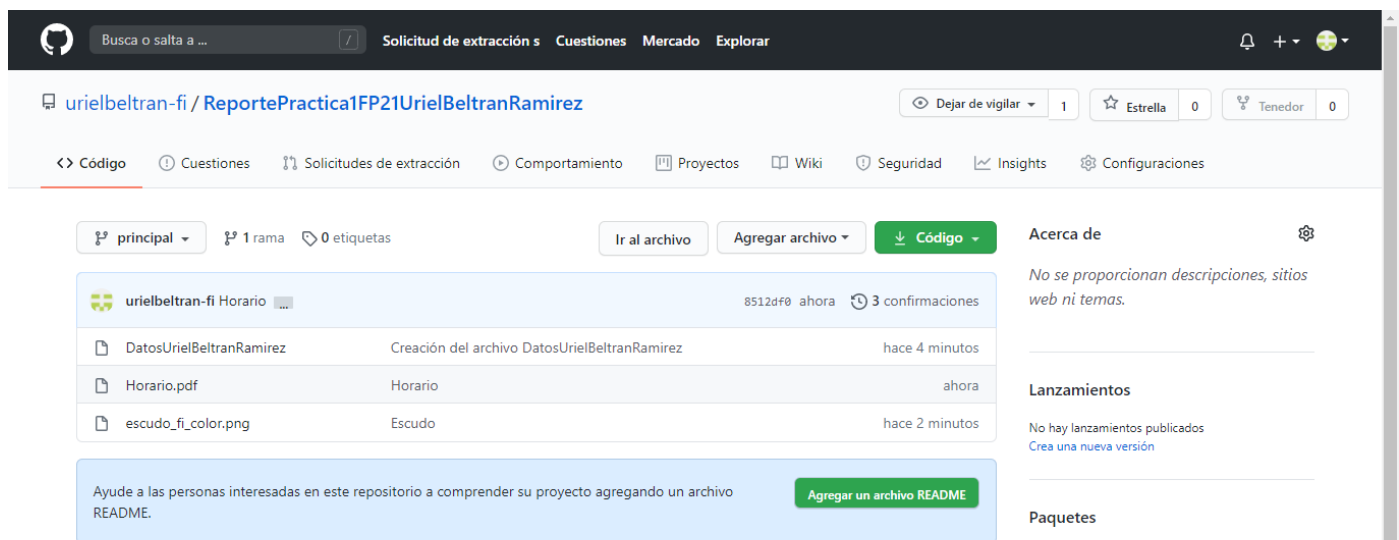 Busca o salta a ... / Solicitud de extracción s Cuestiones Mercado Explorar
urielbeltran-fi / ReportePractica1FP21UrielBeltranRamirez Dejar de vigilar 1 Estrella 0 Tenedor 0
<> Código Cuestiones Solicitudes de extracción Comportamiento Proyectos Wiki Seguridad Insights Configuraciones
principal 1 rama 0 etiquetas Ir al archivo Agregar archivo Código
urielbeltran-fi Horario ... 8512df0 ahora 3 confirmaciones
DatosUrielBeltranRamirez Creación del archivo DatosUrielBeltranRamirez hace 4 minutos
Horario.pdf Horario ahora
escudo_fi_color.png Escudo hace 2 minutos
Ayude a las personas interesadas en este repositorio a comprender su proyecto agregando un archivo
README.
Agregar un archivo README
Acerca de
No se proporcionan descripciones, sitios
web ni temas.
Lanzamientos
No hay lanzamientos publicados
Crea una nueva versión
Paquetes